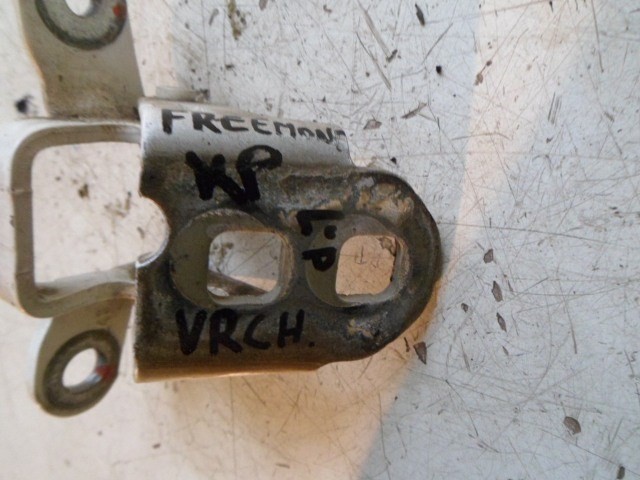 FREEMONT
KP
L:P
VRCH.